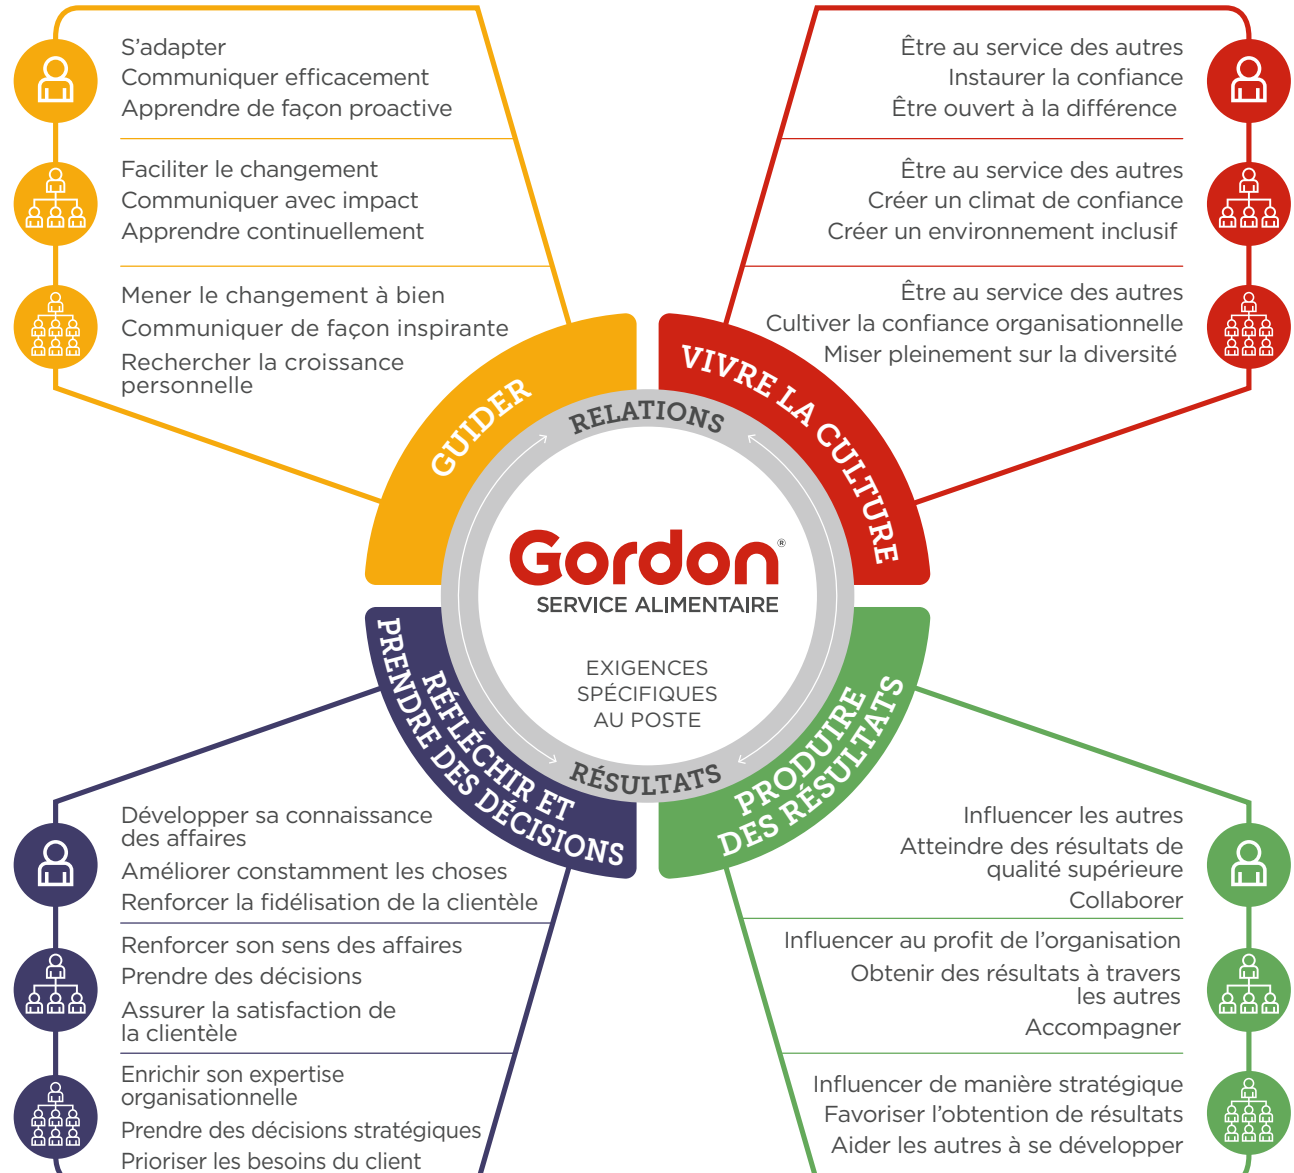 S'adapter
Communiquer efficacement
Apprendre de façon proactive
Faciliter le changement
Communiquer avec impact
Apprendre continuellement
Mener le changement à bien
Communiquer de façon inspirante
Rechercher la croissance
personnelle
Être au service des autres
Instaurer la confiance
Être ouvert à la différence
Être au service des autres
Créer un climat de confiance
Créer un environnement inclusif
Être au service des autres
Cultiver la confiance organisationnelle
Miser pleinement sur la diversité
GUIDER
VIVRE LA CULTURE
RELATIONS
Gordon®
SERVICE ALIMENTAIRE
EXIGENCES
SPÉCIFIQUES
AU POSTE
RÉSULTATS
RÉFLÉCHIR ET
PRENDRE DES DÉCISIONS
PRODUIRE
DES RÉSULTATS
Développer sa connaissance
des affaires
Améliorer constamment les choses
Renforcer la fidélisation de la clientèle
Renforcer son sens des affaires
Prendre des décisions
Assurer la satisfaction de
la clientèle
Enrichir son expertise
organisationnelle
Prendre des décisions stratégiques
Prioriser les besoins du client
Influencer les autres
Atteindre des résultats de
qualité supérieure
Collaborer
Influencer au profit de l'organisation
Obtenir des résultats à travers
les autres
Accompagner
Influencer de manière stratégique
Favoriser l'obtention de résultats
Aider les autres à se développer